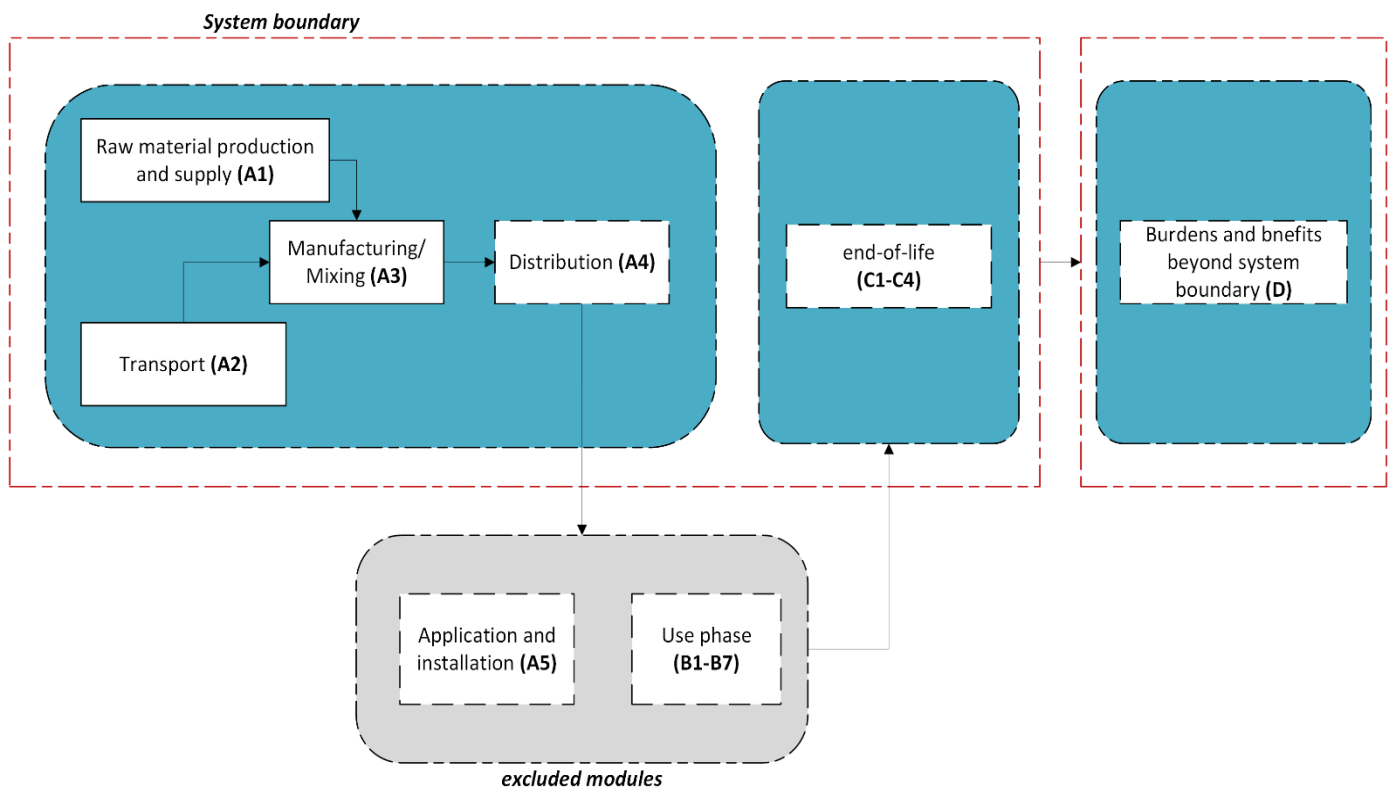 System boundary
Raw material production
and supply (A1)
Manufacturing/
Mixing (A3)
Distribution (A4)
Transport (A2)
end-of-life
(C1-C4)
Burdens and bnefits
beyond system
boundary (D)
Application and
installation (A5)
Use phase
(B1-B7)
excluded modules